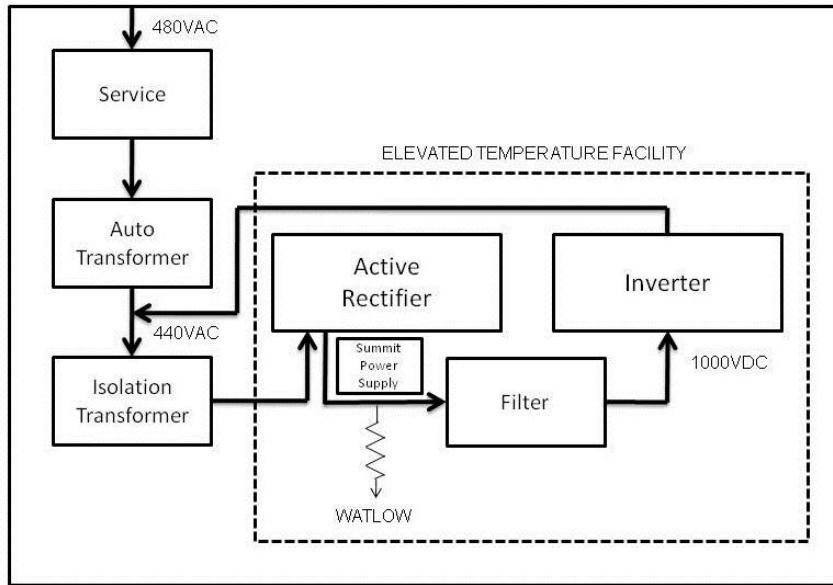 480VAC
Service
ELEVATED TEMPERATURE FACILITY
Auto
Transformer
Active
Rectifier
Inverter
440VAC
Summit
Power
Supply
1000VDC
Isolation
Transformer
Filter
WATLOW